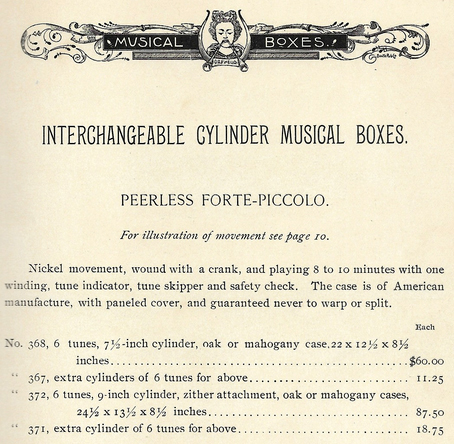 MUSICAL BOXES.
ORPHEUS
INTERCHANGEABLE CYLINDER MUSICAL BOXES.
PEERLESS FORTE-PICCOLO.
For illustration of movement see page 10.
Nickel movement, wound with a crank, and playing 8 to 10 minutes with one
winding, tune indicator, tune skipper and safety check. The case is of American
manufacture, with paneled cover, and guaranteed never to warp or split.
Each
No. 368, 6 tunes, 7½-inch cylinder, oak or mahogany case. 22 x 12½ x 8½
inches........................................................$60.00
" 367, extra cylinders of 6 tunes for above........................ 11.25
" 372, 6 tunes, 9-inch cylinder, zither attachment, oak or mahogany cases,
24½ x 13½ x 8½ inches.................................. 87.50
" 371, extra cylinder of 6 tunes for above.......................... 18.75